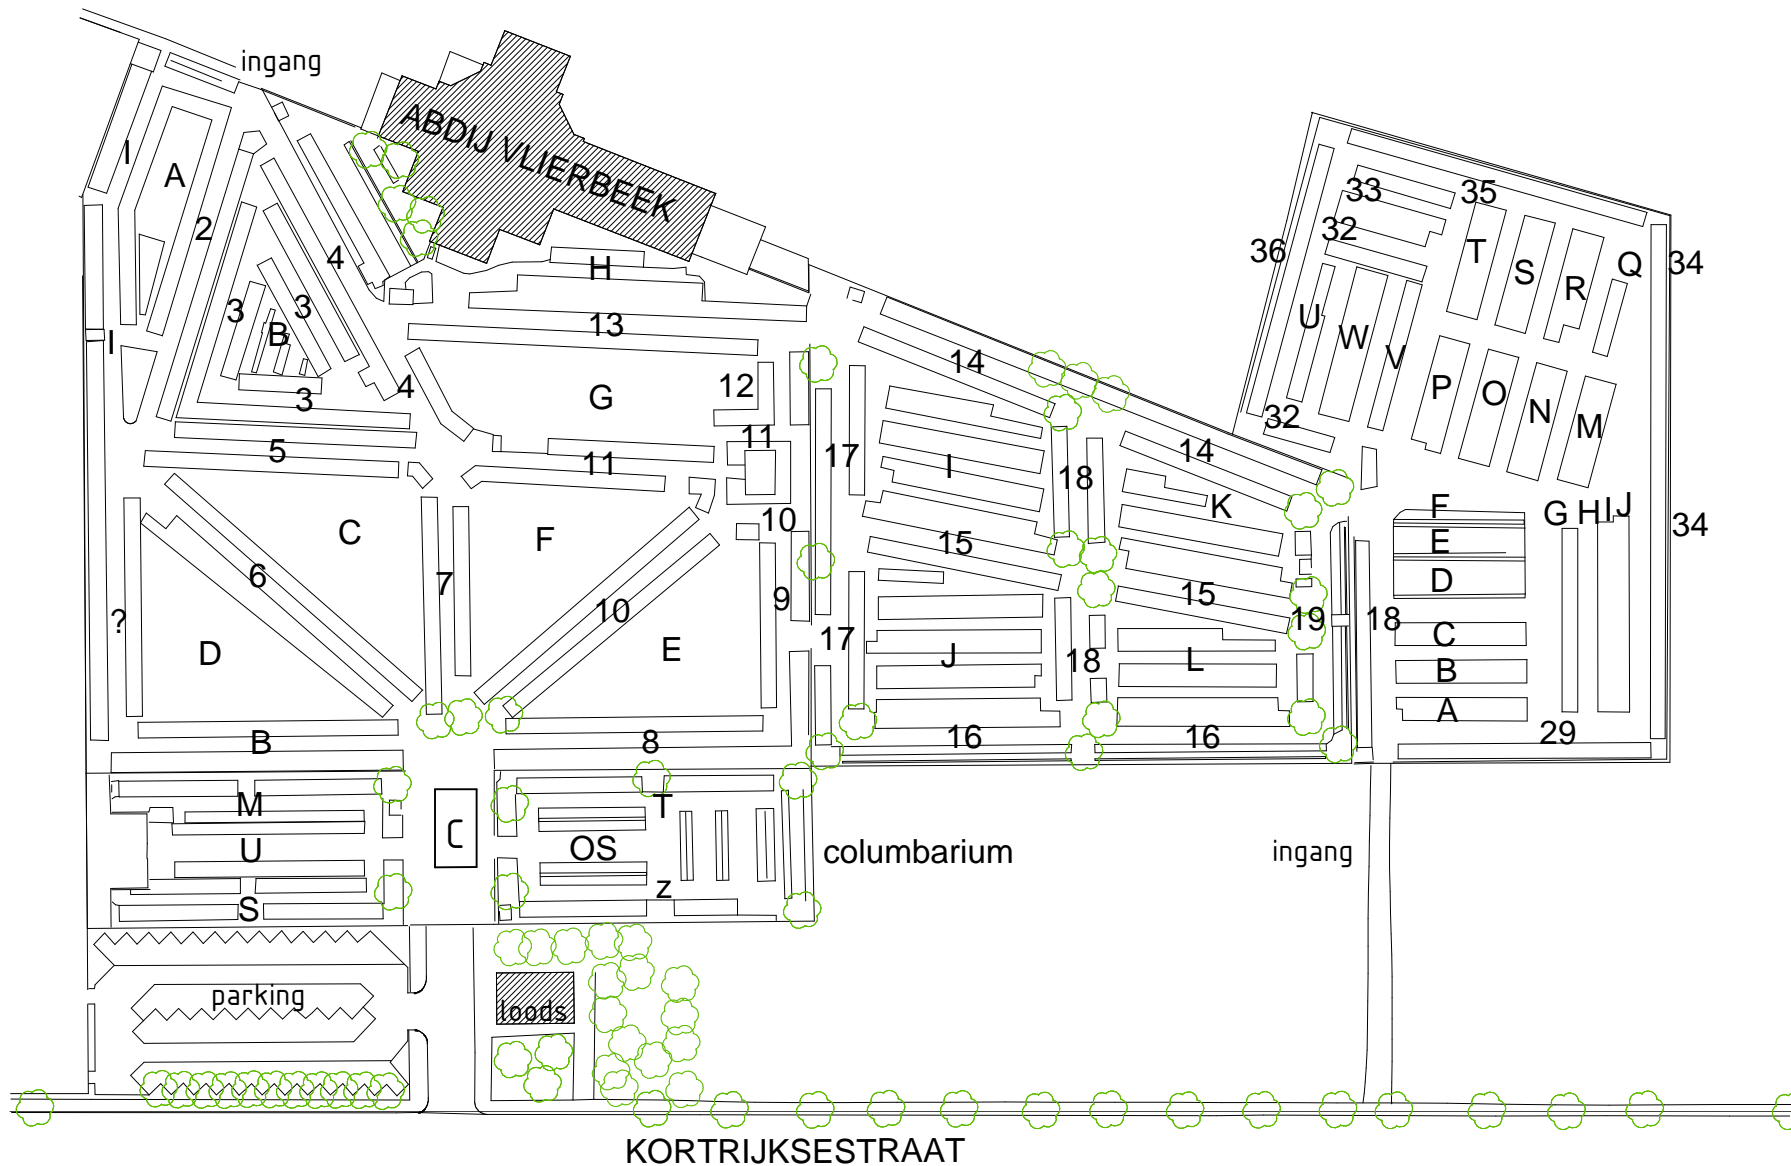 ingang
ABDIJ VLIERBEEK
I
A
2
4
3
3
B
3
4
I
5
H
13
G
12
11
11
10
C
F
6
7
10
9
?
D
E
B
8
14
14
17
I
18
K
15
15
17
J
18
L
19
18
16
16
33
35
32
36
T
S
R
Q
34
U
W
V
P
O
N
M
32
F
G
H
I
J
E
34
D
C
B
A
29
M
U
S
C
T
OS
z
columbarium
ingang
parking
loods
KORTRIJKSESTRAAT